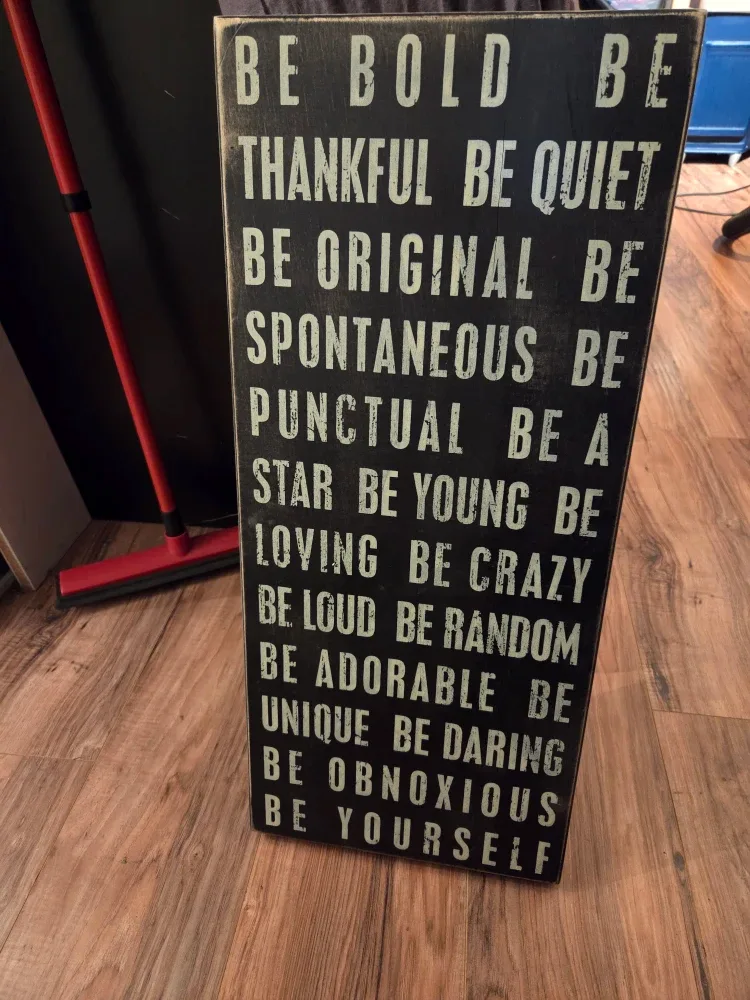 BE BOLD BE
THANKFUL BE QUIET
BE ORIGINAL BE
SPONTANEOUS BE
PUNCTUAL BE A
STAR BE YOUNG BE
LOVING BE CRAZY
BE LOUD BE RANDOM
BE ADORABLE BE
UNIQUE BE DARING
BE OBNOXIOUS
BE YOURSELF